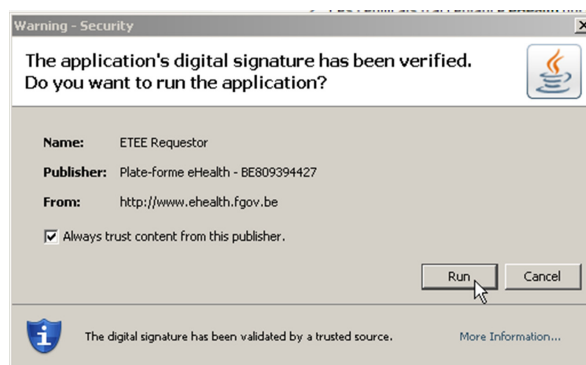 Warning - Security
The application's digital signature has been verified.
Do you want to run the application?
Name: ETEE Requestor
Publisher: Plate-forme eHealth - BE809394427
From: http://www.ehealth.fgov.be
Always trust content from this publisher.
Run Cancel
The digital signature has been validated by a trusted source. More Information...